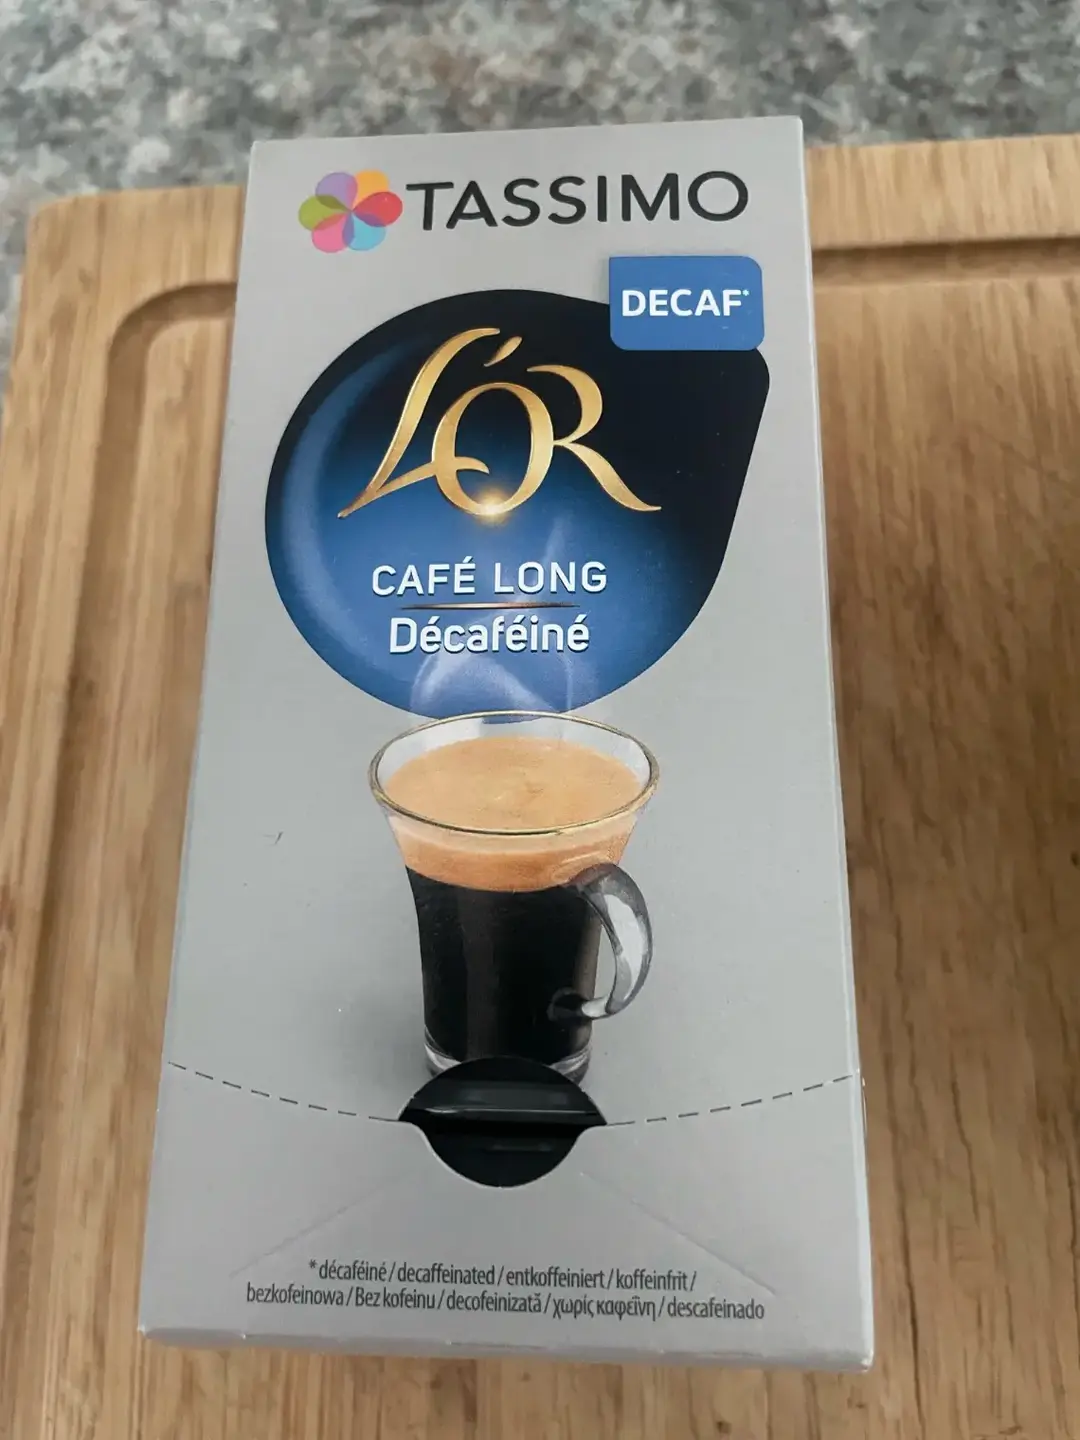 TASSIMO
DECAF*
L'OR
CAFÉ LONG
Décaféiné
* décaféiné / decaffeinated / entkoffeiniert / koffeinfrit /
bezkofeinowa / Bez kofeinu / decofeinizată / χωρίς καφεΐνη / descafeinado